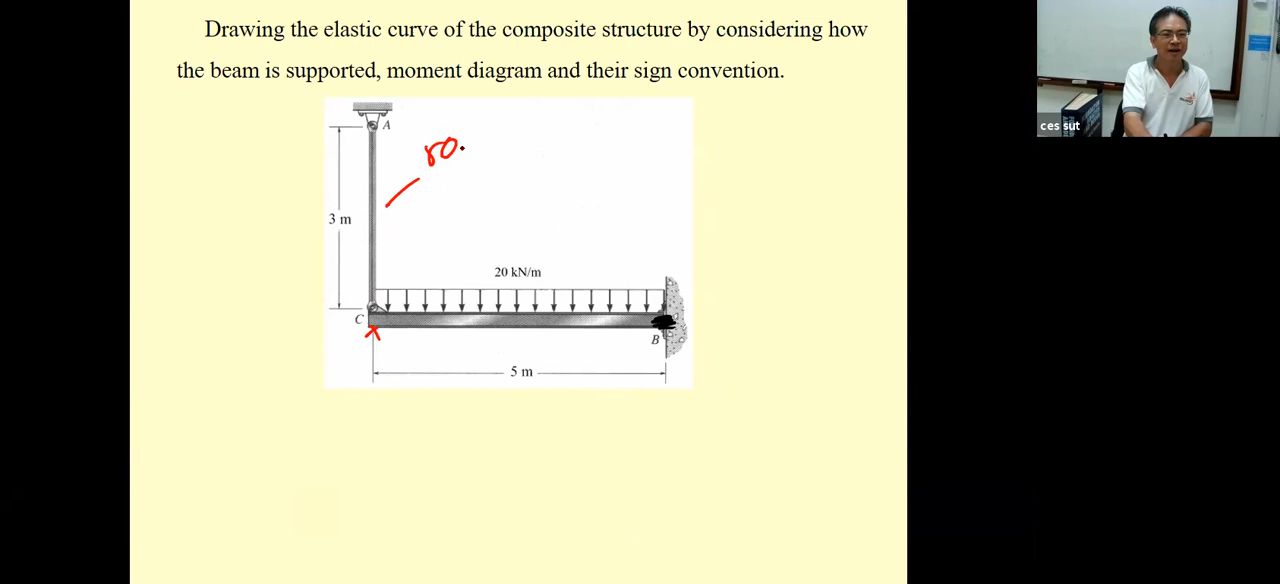 Drawing the elastic curve of the composite structure by considering how
the beam is supported, moment diagram and their sign convention.
A
ro
3 m
20 kN/m
C
B
5 m
ces sut